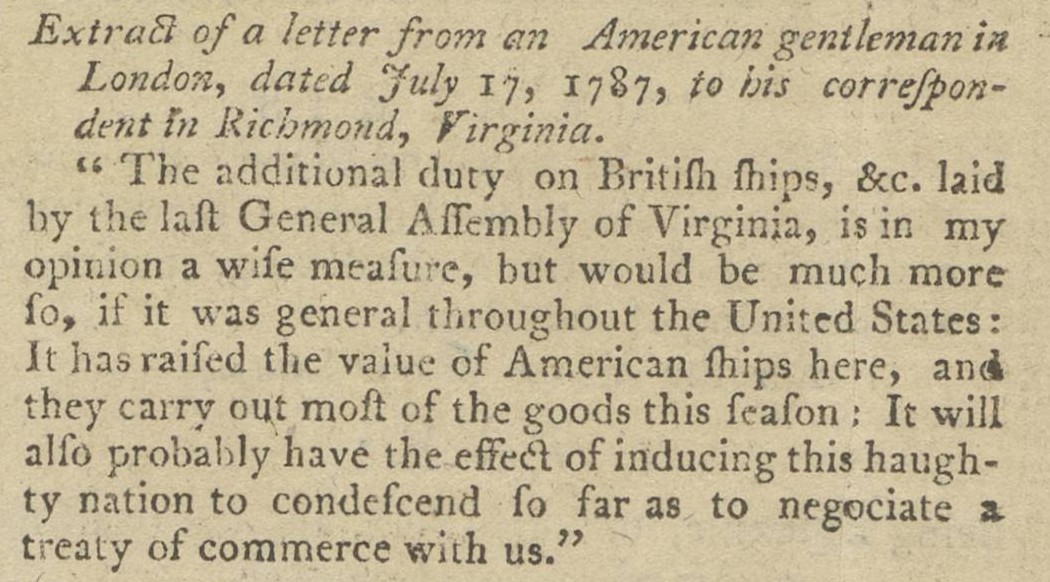 Extract of a letter from an American gentleman in
London, dated July 17, 1787, to his correſpon-
dent in Richmond, Virginia.
“ The additional duty on Britiſh ſhips, &c. laid
by the laſt General Aſſembly of Virginia, is in my
opinion a wiſe meaſure, but would be much more
ſo, if it was general throughout the United States:
It has raiſed the value of American ſhips here, and
they carry out moſt of the goods this ſeaſon; It will
alſo probably have the effect of inducing this haugh-
ty nation to condeſcend ſo far as to negociate a
treaty of commerce with us.”